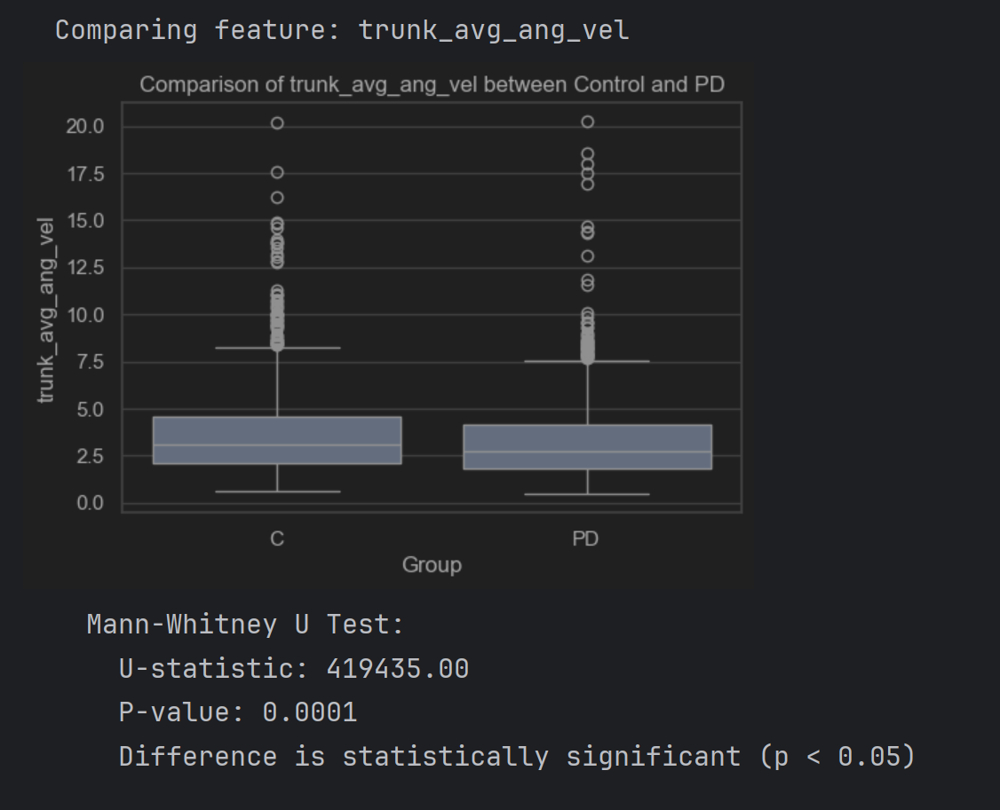 Comparing feature: trunk_avg_ang_vel
Comparison of trunk_avg_ang_vel between Control and PD
20.0
17.5
15.0
12.5
10.0
7.5
5.0
2.5
0.0
trunk_avg_ang_vel
C
PD
Group
Mann-Whitney U Test:
U-statistic: 419435.00
P-value: 0.0001
Difference is statistically significant (p < 0.05)